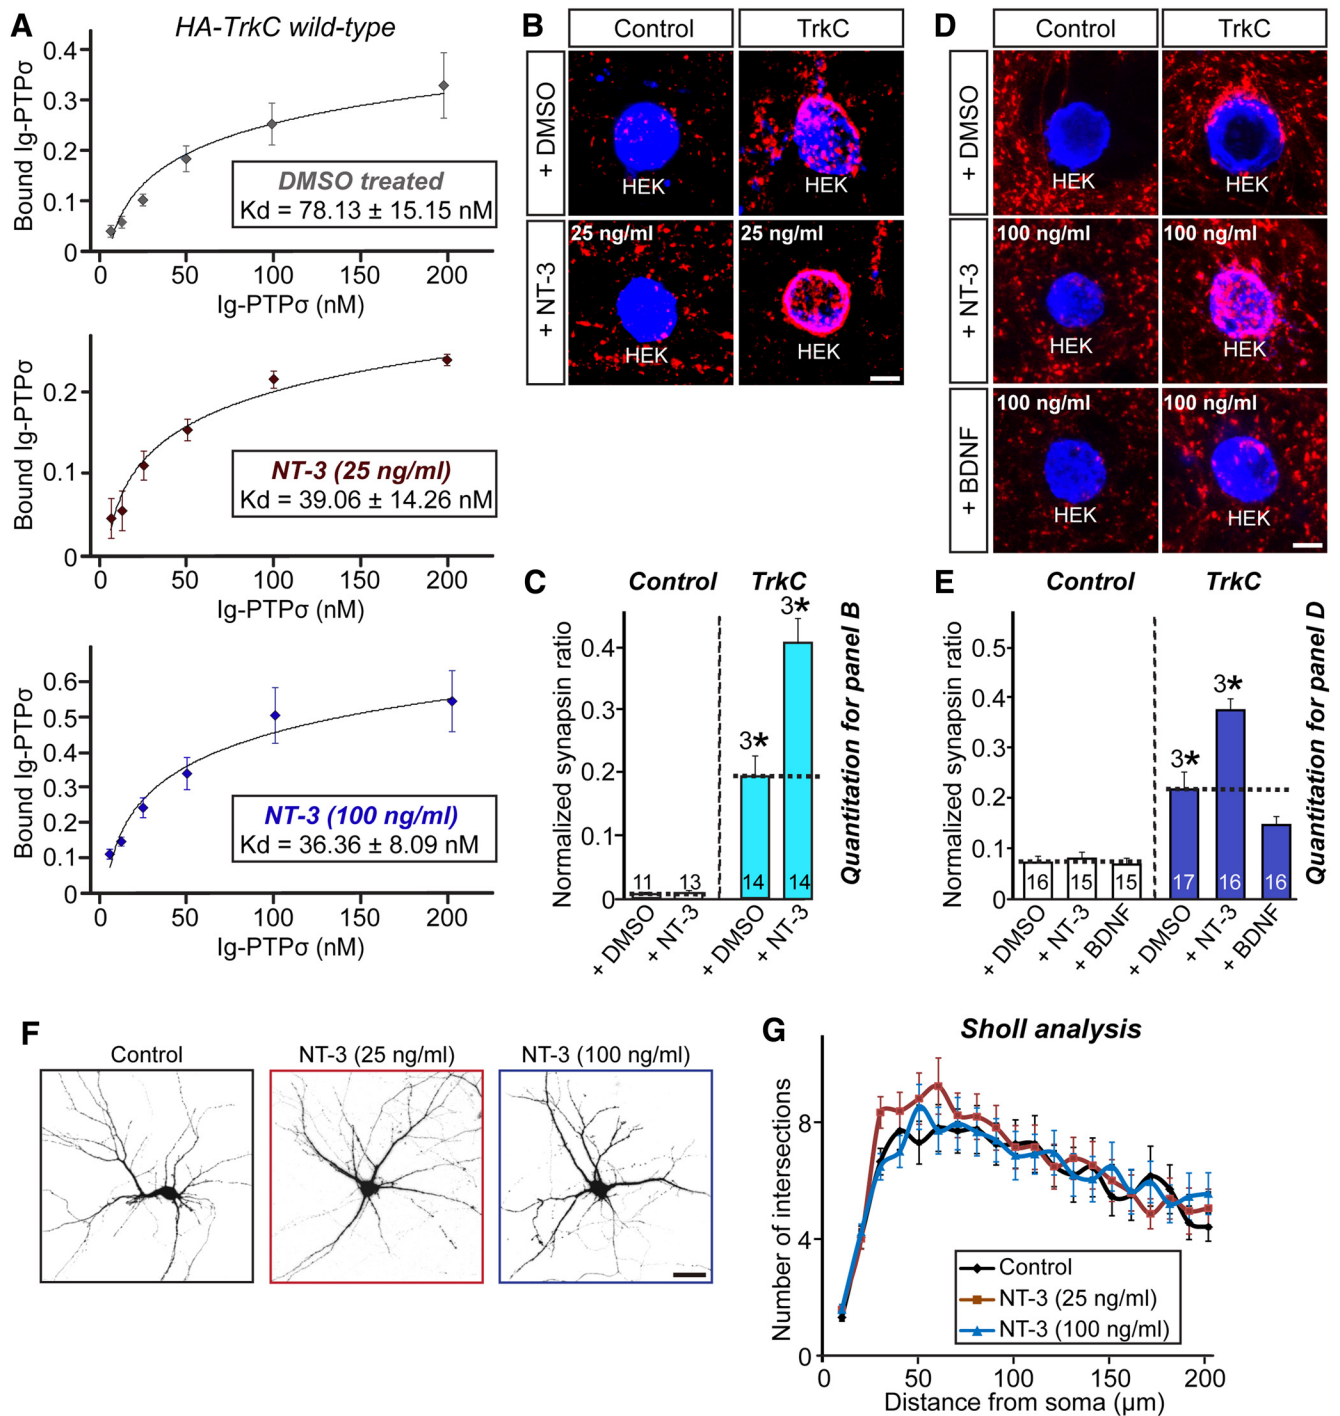 A
HA-TrkC wild-type
Bound Ig-PTPσ
0.4
0.3
0.2
0.1
0
DMSO treated
Kd = 78.13 ± 15.15 nM
0 50 100 150 200
Ig-PTPσ (nM)
Bound Ig-PTPσ
0.2
0.1
0
NT-3 (25 ng/ml)
Kd = 39.06 ± 14.26 nM
0 50 100 150 200
Ig-PTPσ (nM)
Bound Ig-PTPσ
0.6
0.5
0.4
0.3
0.2
0.1
0
NT-3 (100 ng/ml)
Kd = 36.36 ± 8.09 nM
0 50 100 150 200
Ig-PTPσ (nM)
B
Control TrkC
+ DMSO
HEK HEK
+ NT-3
25 ng/ml 25 ng/ml
HEK HEK
C
Control TrkC
Normalized synapsin ratio
0.4
0.3
0.2
0.1
0
11 13 14 14
3* 3*
+ DMSO + NT-3 + DMSO + NT-3
Quantitation for panel B
D
Control TrkC
+ DMSO
HEK HEK
+ NT-3
100 ng/ml 100 ng/ml
HEK HEK
+ BDNF
100 ng/ml 100 ng/ml
HEK HEK
E
Control TrkC
Normalized synapsin ratio
0.5
0.4
0.3
0.2
0.1
0
16 15 15 17 16 16
3* 3*
+ DMSO + NT-3 + BDNF + DMSO + NT-3 + BDNF
Quantitation for panel D
F
Control NT-3 (25 ng/ml) NT-3 (100 ng/ml)
G
Sholl analysis
Number of intersections
8
4
0
Control
NT-3 (25 ng/ml)
NT-3 (100 ng/ml)
0 50 100 150 200
Distance from soma (μm)